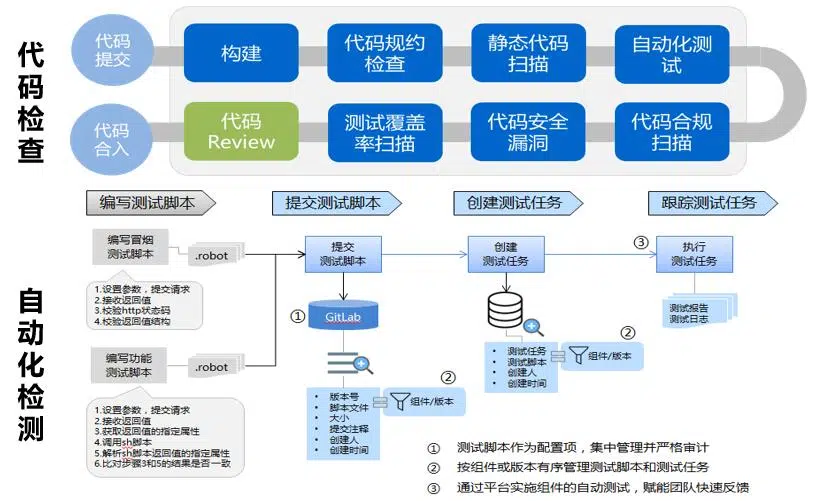 代码检查
代码
提交
构建
代码规约
检查
静态代码
扫描
自动化测
试
代码合规
扫描
代码安全
漏洞
测试覆盖
率扫描
代码
Review
代码
合入
自动化检测
编写测试脚本
提交测试脚本
创建测试任务
跟踪测试任务
编写冒烟
测试脚本
.robot
1.设置参数，提交请求
2.接收返回值
3.校验http状态码
4.校验返回值结构
编写功能
测试脚本
.robot
1.设置参数，提交请求
2.接收返回值
3.获取返回值的指定属性
4.调用sh脚本
5.解析sh脚本返回值的指定属性
6.比对步骤3和5的结果是否一致
提交
测试脚本
①
GitLab
• 版本号
• 脚本文件
• 大小
• 提交注释
• 创建人
• 创建时间
②
组件/版本
创建
测试任务
• 测试任务
• 测试脚本
• 创建人
• 创建时间
②
组件/版本
③
执行
测试任务
测试报告
测试日志
① 测试脚本作为配置项，集中管理并严格审计
② 按组件或版本有序管理测试脚本和测试任务
③ 通过平台实施组件的自动测试，赋能团队快速反馈